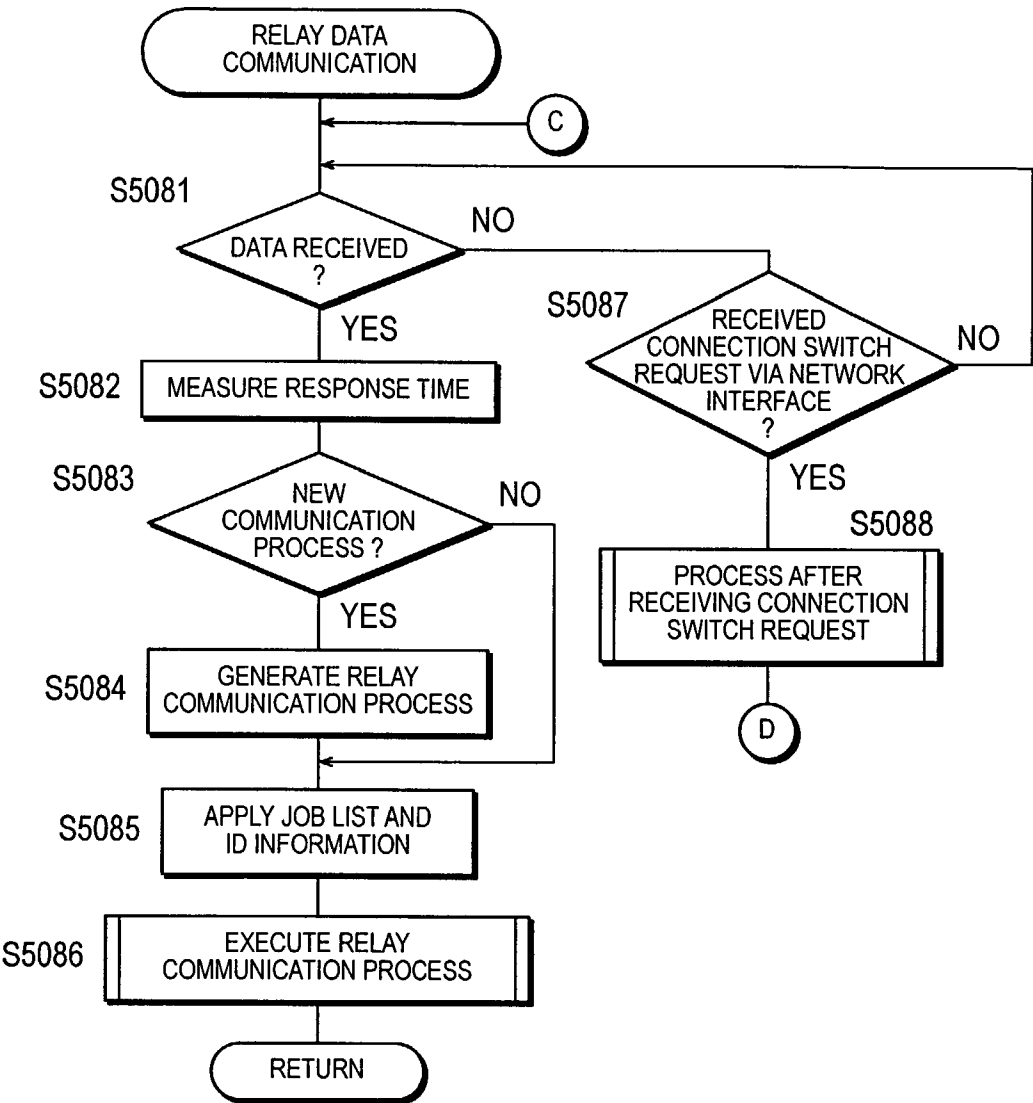 RELAY DATA
COMMUNICATION
C
S5081
DATA RECEIVED
?
NO
YES
S5087
RECEIVED
CONNECTION SWITCH
REQUEST VIA NETWORK
INTERFACE
?
NO
YES
S5082
MEASURE RESPONSE TIME
S5083
NEW
COMMUNICATION
PROCESS ?
NO
YES
S5088
PROCESS AFTER
RECEIVING CONNECTION
SWITCH REQUEST
D
S5084
GENERATE RELAY
COMMUNICATION PROCESS
S5085
APPLY JOB LIST AND
ID INFORMATION
S5086
EXECUTE RELAY
COMMUNICATION PROCESS
RETURN